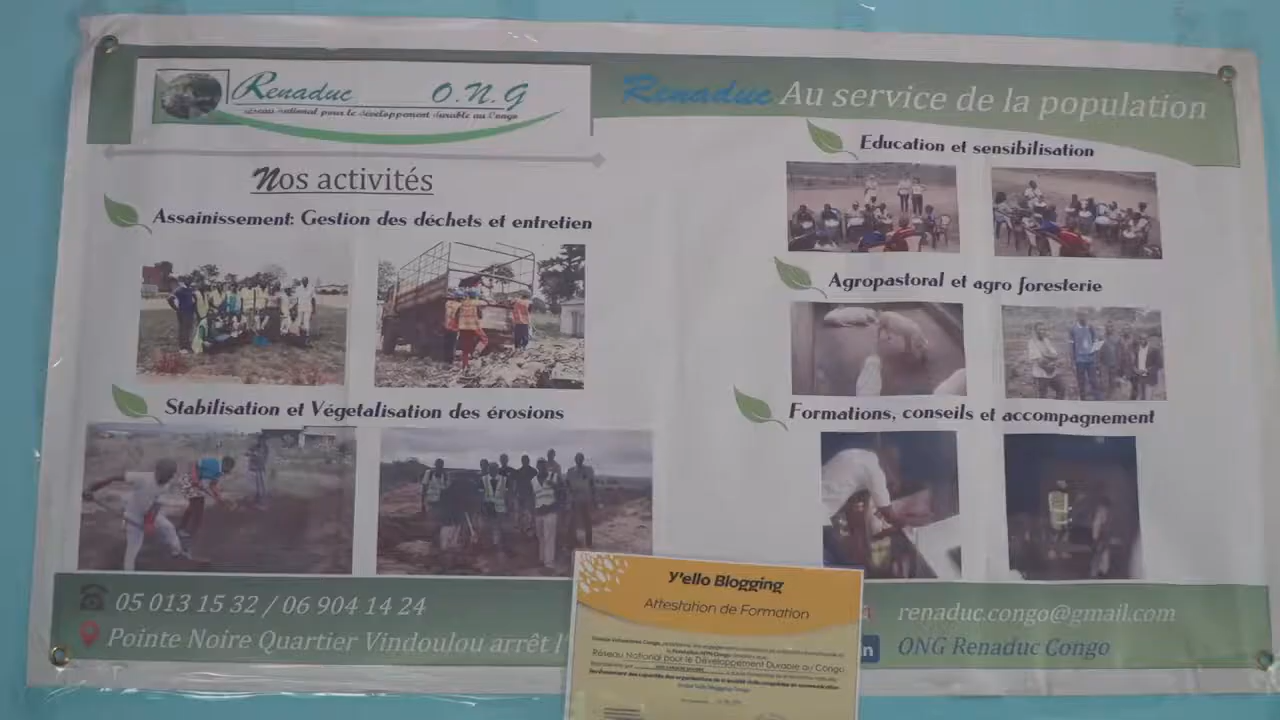 Renaduc O.N.G
réseau national pour le développement durable au Congo
Renaduc Au service de la population
Nos activités
Assainissement: Gestion des déchets et entretien
Stabilisation et Végetalisation des érosions
Education et sensibilisation
Agropastoral et agro foresterie
Formations, conseils et accompagnement
05 013 15 32 / 06 904 14 24
Pointe Noire Quartier Vindoulou arrêt
renaduc.congo@gmail.com
in ONG Renaduc Congo
Y'ello Blogging
Attestation de Formation
Réseau National pour le Développement Durable au Congo